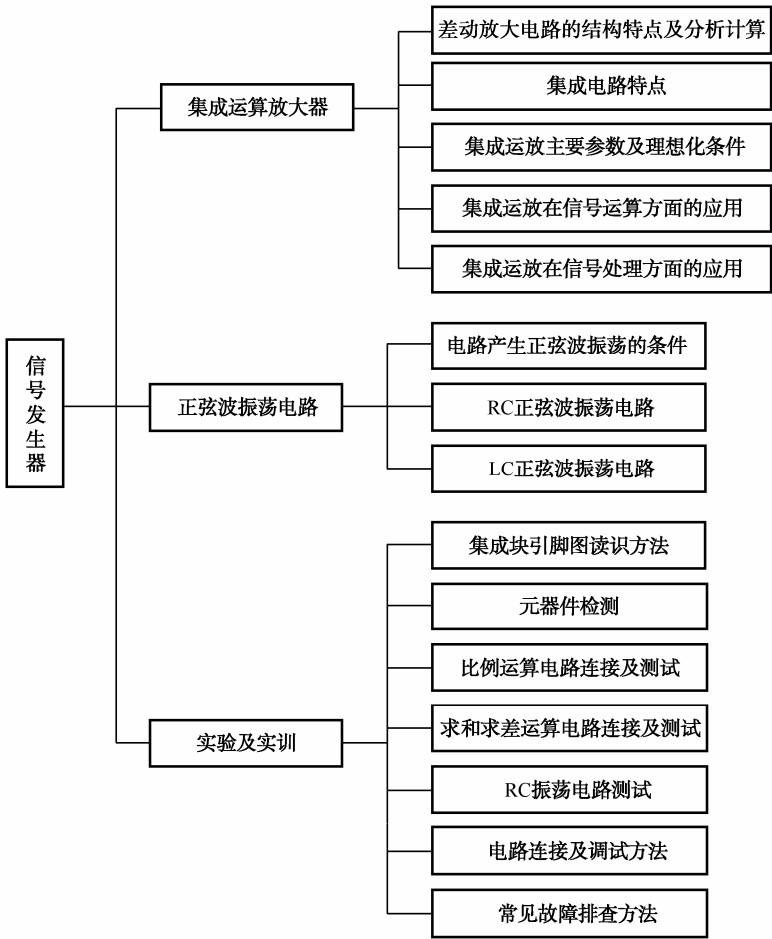 信号发生器
集成运算放大器
差动放大电路的结构特点及分析计算
集成电路特点
集成运放主要参数及理想化条件
集成运放在信号运算方面的应用
集成运放在信号处理方面的应用
正弦波振荡电路
电路产生正弦波振荡的条件
RC正弦波振荡电路
LC正弦波振荡电路
实验及实训
集成块引脚图读识方法
元器件检测
比例运算电路连接及测试
求和求差运算电路连接及测试
RC振荡电路测试
电路连接及调试方法
常见故障排查方法